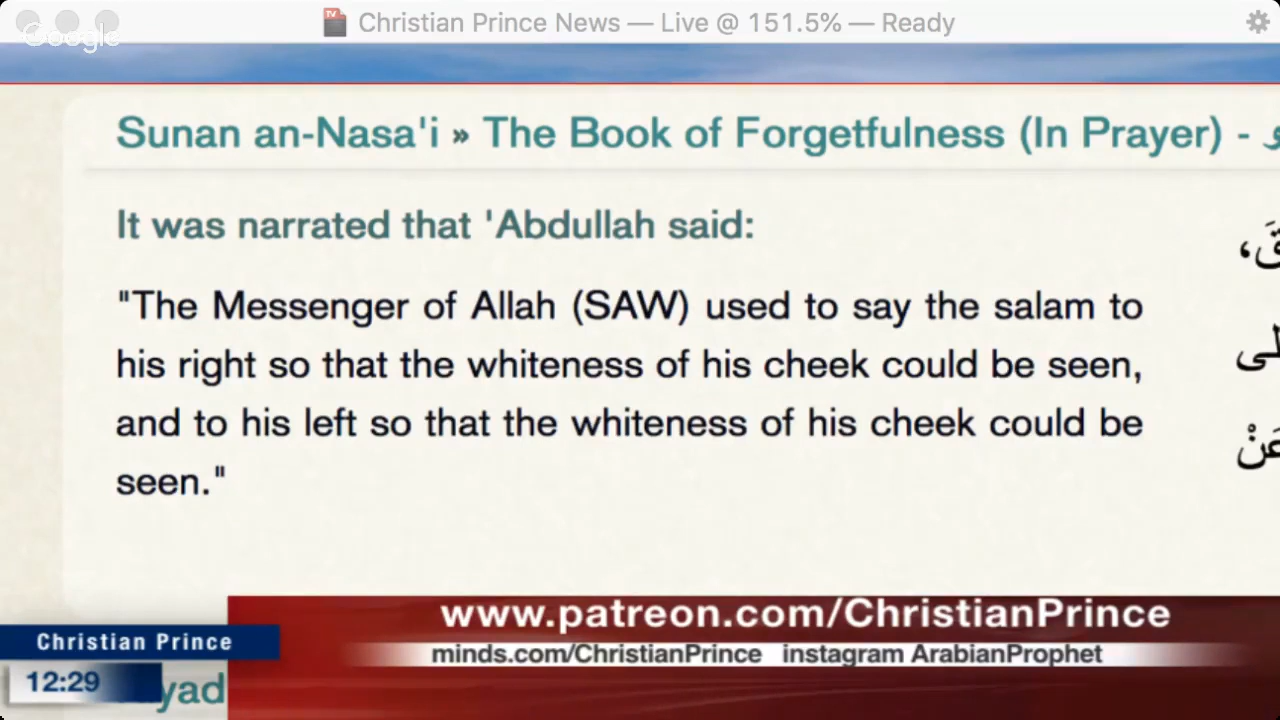 Christian Prince News — Live @ 151.5% — Ready
Google
Sunan an-Nasa'i » The Book of Forgetfulness (In Prayer) -
It was narrated that 'Abdullah said:
"The Messenger of Allah (SAW) used to say the salam to
his right so that the whiteness of his cheek could be seen,
and to his left so that the whiteness of his cheek could be
seen."
عَنْ
www.patreon.com/ChristianPrince
Christian Prince
minds.com/ChristianPrince instagram ArabianProphet
12:29